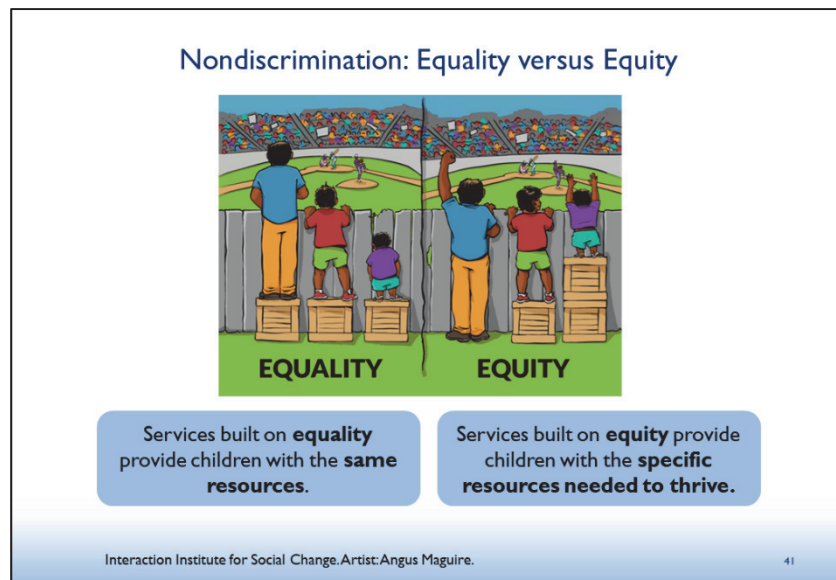 Nondiscrimination: Equality versus Equity
EQUALITY
EQUITY
Services built on equality
provide children with the same
resources.
Services built on equity provide
children with the specific
resources needed to thrive.
Interaction Institute for Social Change. Artist: Angus Maguire.
41